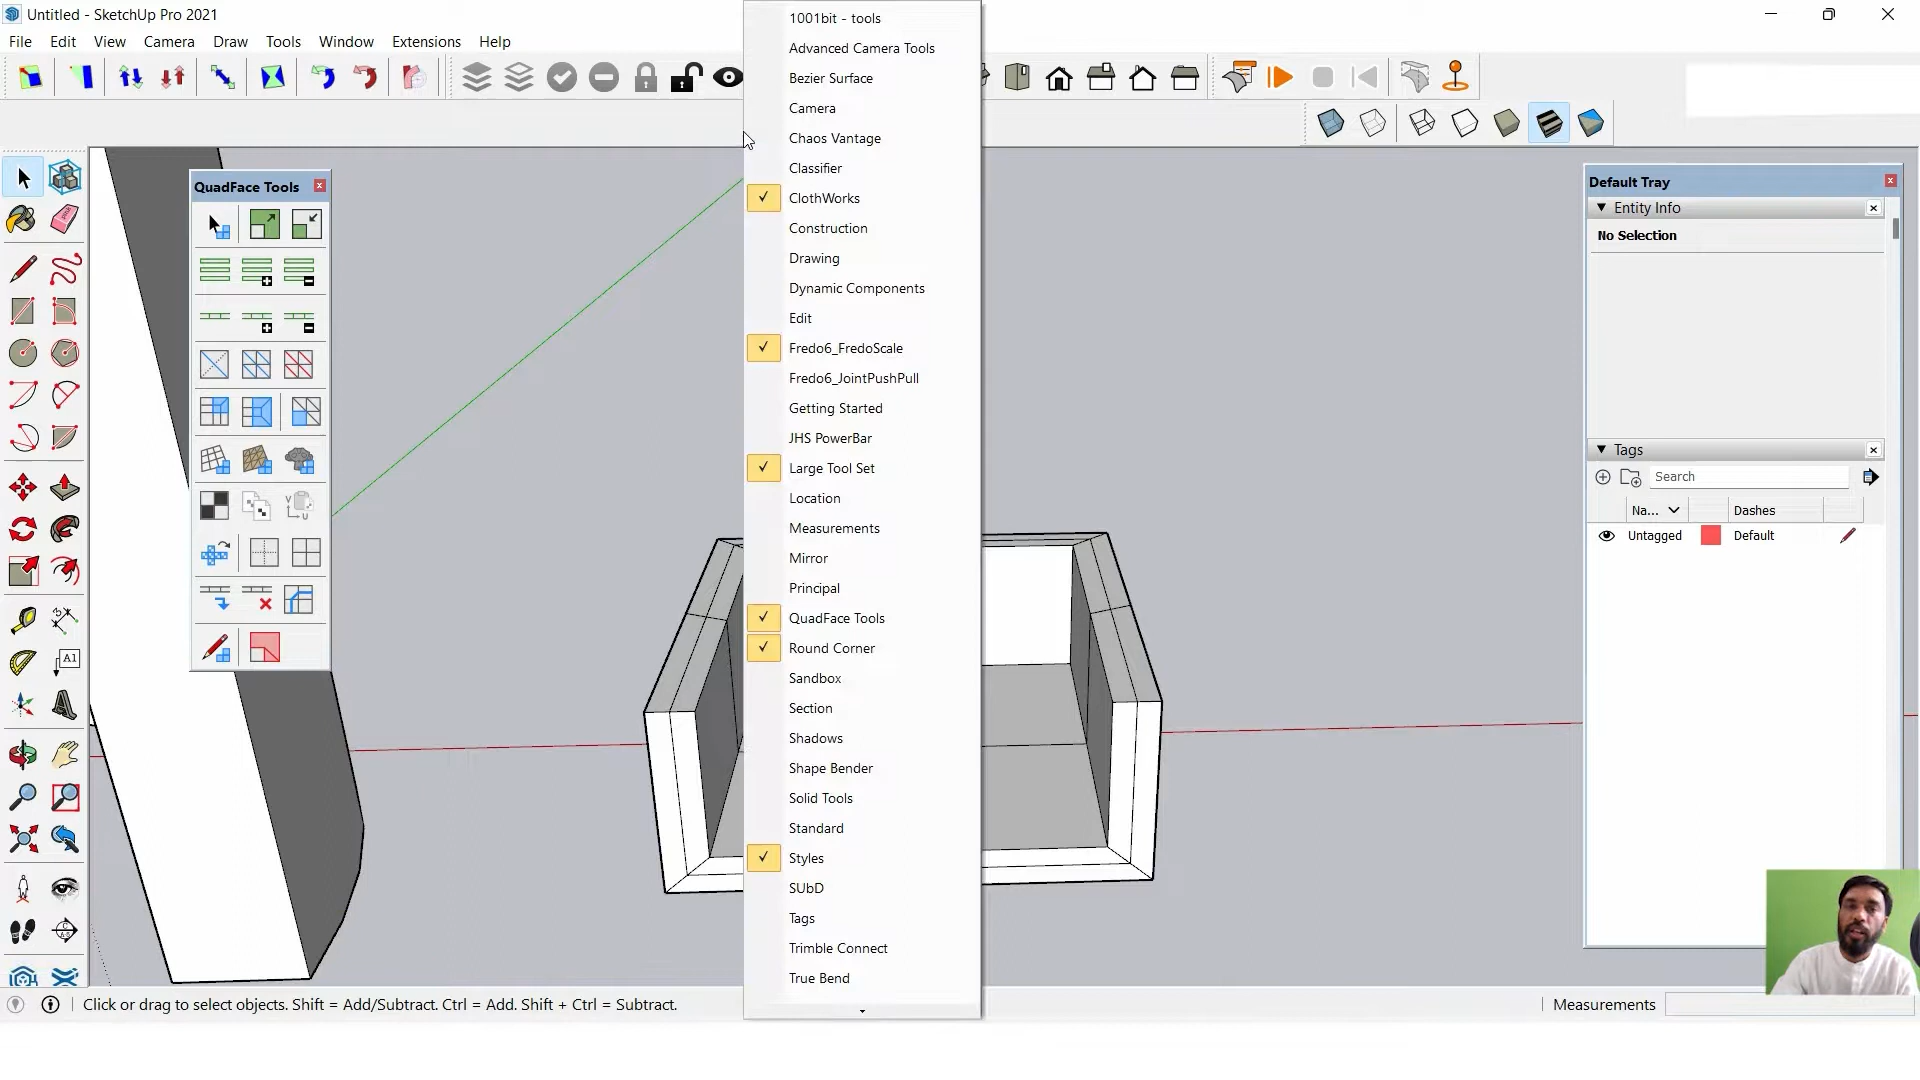 Untitled - SketchUp Pro 2021
File Edit View Camera Draw Tools Window Extensions Help
QuadFace Tools
A1
1001bit - tools
Advanced Camera Tools
Bezier Surface
Camera
Chaos Vantage
Classifier
ClothWorks
Construction
Drawing
Dynamic Components
Edit
Fredo6_FredoScale
Fredo6_JointPushPull
Getting Started
JHS PowerBar
Large Tool Set
Location
Measurements
Mirror
Principal
QuadFace Tools
Round Corner
Sandbox
Section
Shadows
Shape Bender
Solid Tools
Standard
Styles
SUbD
Tags
Trimble Connect
True Bend
Default Tray
Entity Info
No Selection
Tags
Search
Na... Dashes
Untagged Default
Click or drag to select objects. Shift = Add/Subtract. Ctrl = Add. Shift + Ctrl = Subtract.
Measurements